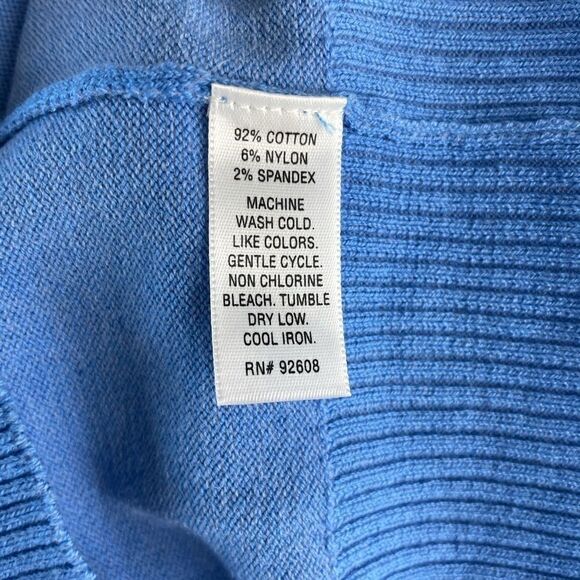 92% COTTON
6% NYLON
2% SPANDEX
MACHINE
WASH COLD.
LIKE COLORS.
GENTLE CYCLE.
NON CHLORINE
BLEACH. TUMBLE
DRY LOW.
COOL IRON.
RN# 92608